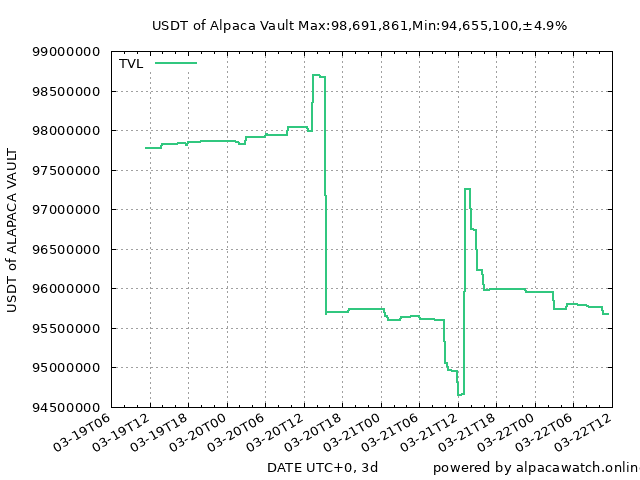 USDT of Alpaca Vault Max:98,691,861,Min:94,655,100,±4.9%
TVL
99000000
98500000
98000000
97500000
97000000
96500000
96000000
95500000
95000000
94500000
USDT of ALAPACA VAULT
03-19T06
03-19T12
03-19T18
03-20T00
03-20T06
03-20T12
03-20T18
03-21T00
03-21T06
03-21T12
03-21T18
03-22T00
03-22T06
03-22T12
DATE UTC+0, 3d
powered by alpacawatch.online